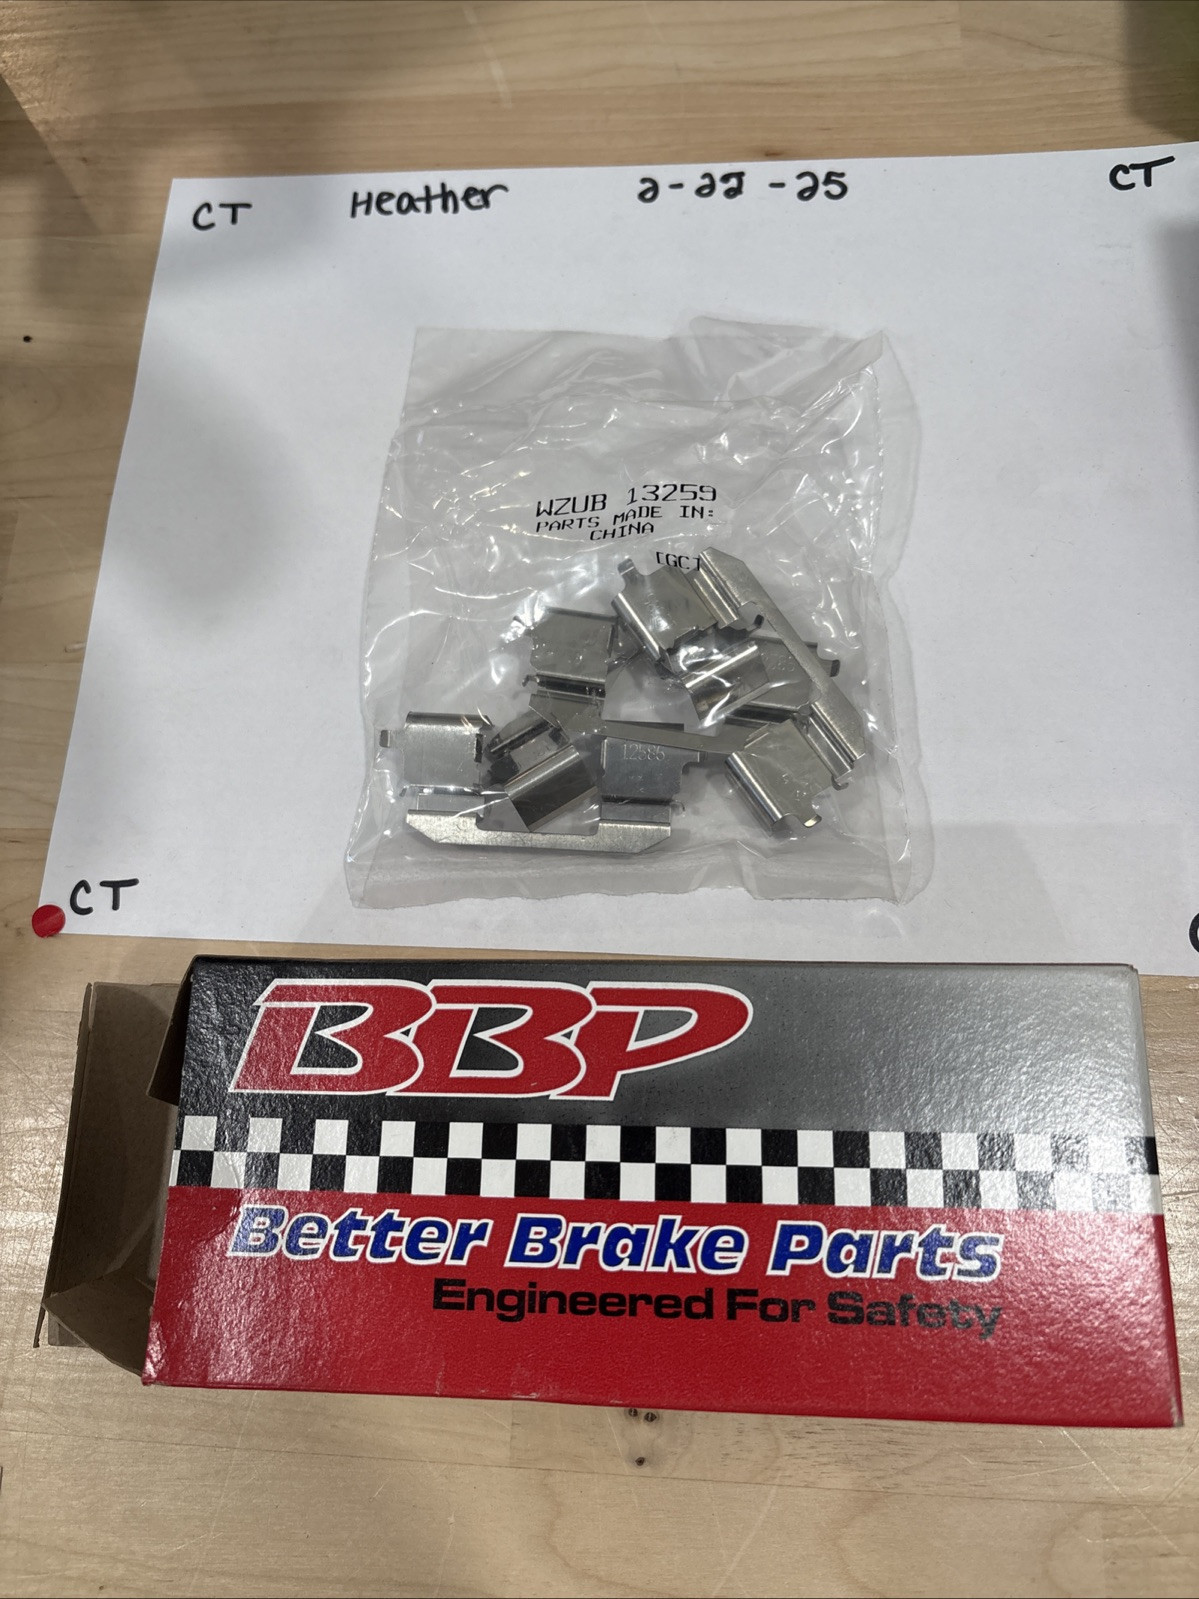 CT Heather 2-22-25 CT
WZUB 13259
PARTS MADE IN:
CHINA
[GC]
12586
CT
BBP
Better Brake Parts
Engineered For Safety